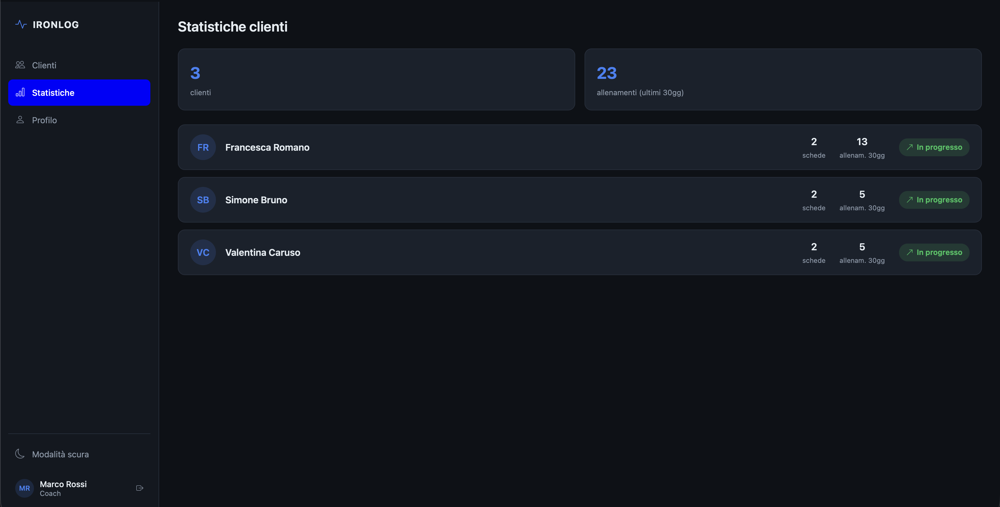 IRONLOG
Clienti
Statistiche
Profilo
Modalità scura
MR
Marco Rossi
Coach
Statistiche clienti
3
clienti
23
allenamenti (ultimi 30gg)
FR
Francesca Romano
2
schede
13
allenam. 30gg
In progresso
SB
Simone Bruno
2
schede
5
allenam. 30gg
In progresso
VC
Valentina Caruso
2
schede
5
allenam. 30gg
In progresso